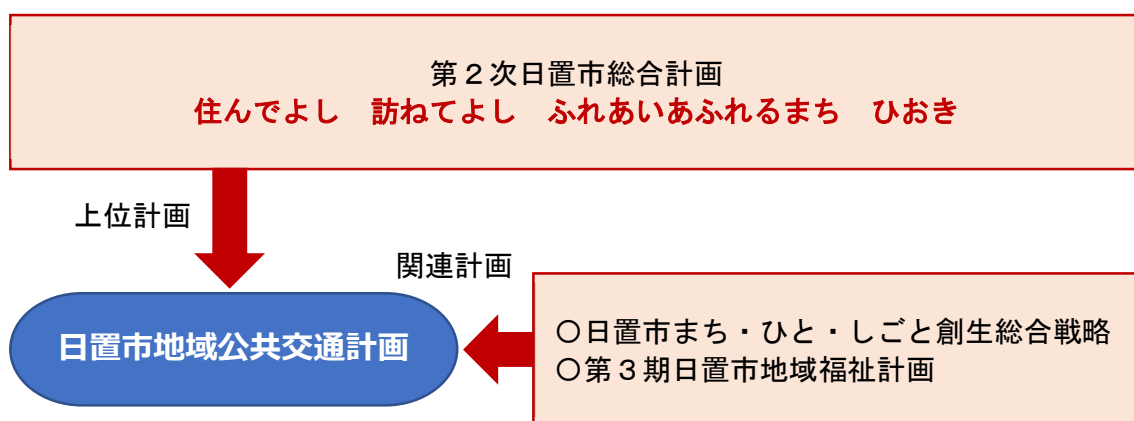 第２次日置市総合計画
住んでよし　訪ねてよし　ふれあいあふれるまち　ひおき
上位計画
関連計画
日置市地域公共交通計画
〇日置市まち・ひと・しごと創生総合戦略
〇第３期日置市地域福祉計画